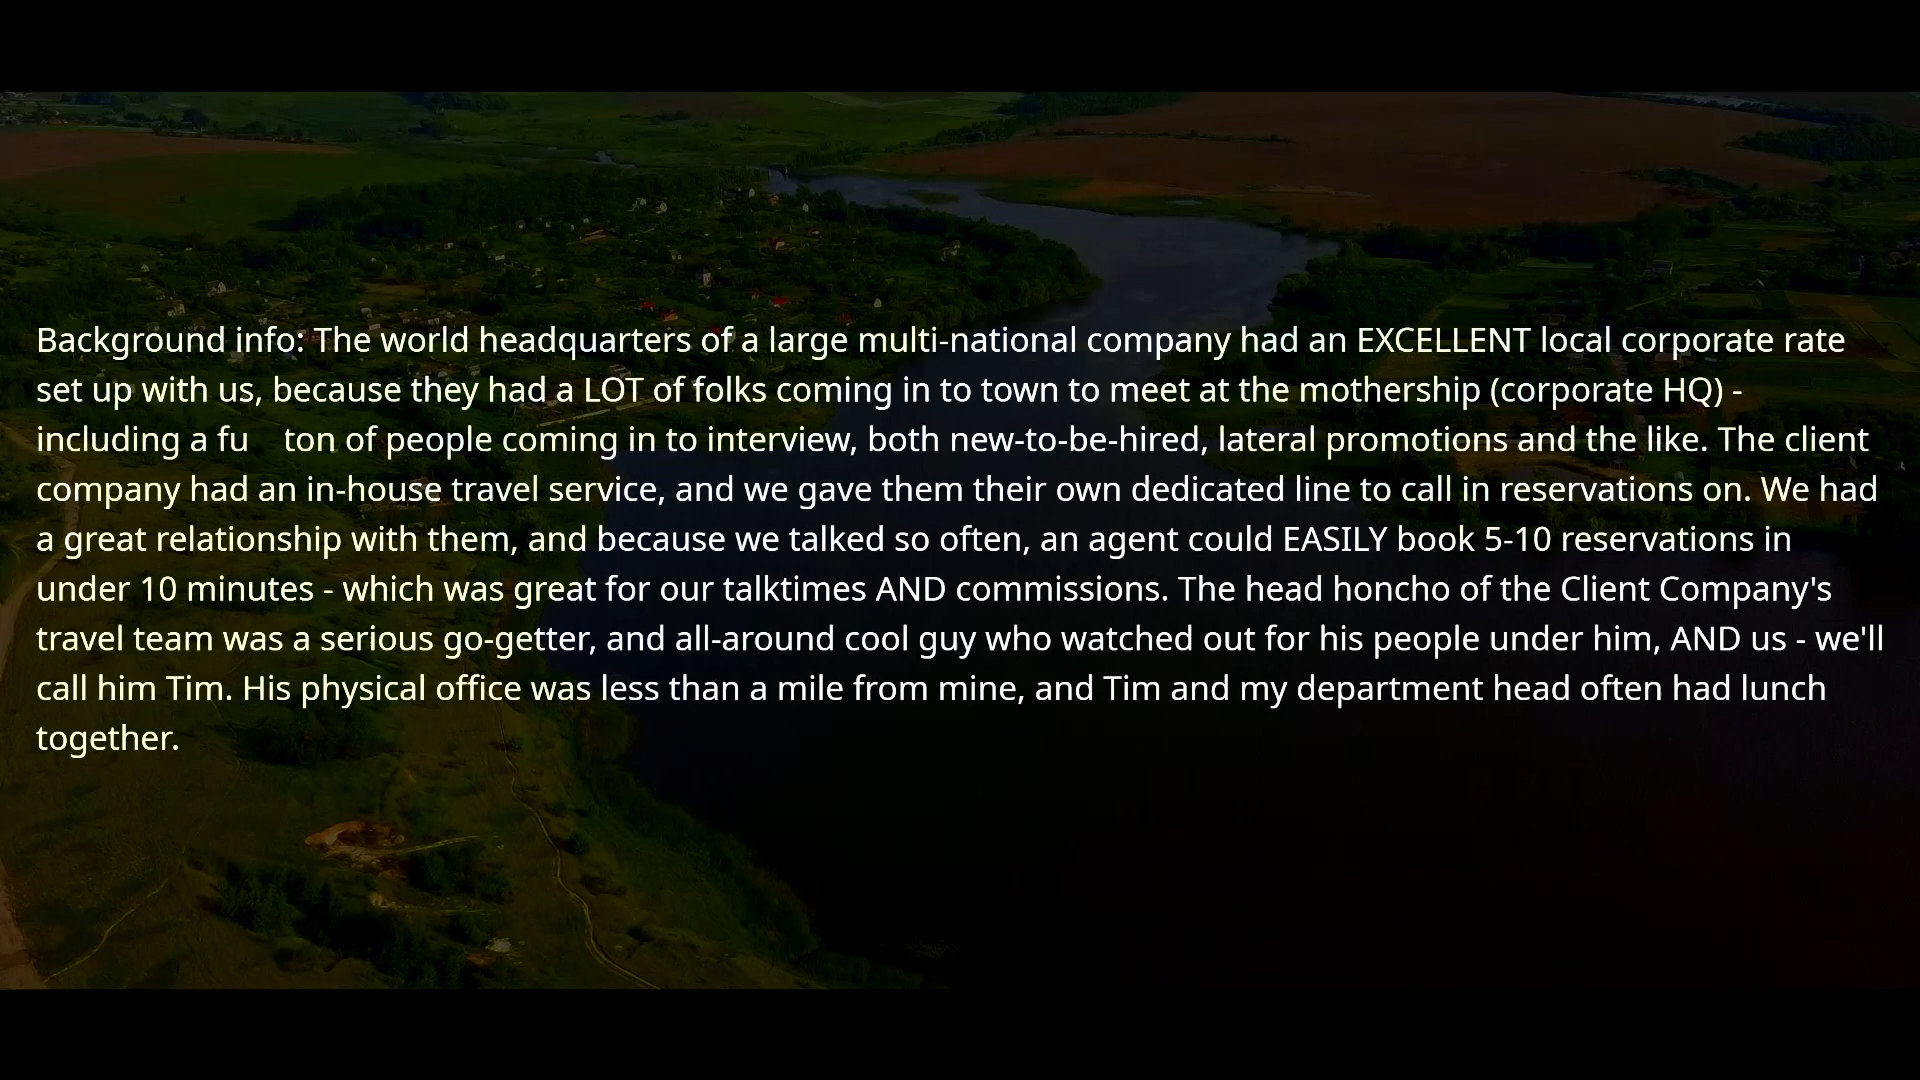 Background info: The world headquarters of a large multi-national company had an EXCELLENT local corporate rate
set up with us, because they had a LOT of folks coming in to town to meet at the mothership (corporate HQ) -
including a fu    ton of people coming in to interview, both new-to-be-hired, lateral promotions and the like. The client
company had an in-house travel service, and we gave them their own dedicated line to call in reservations on. We had
a great relationship with them, and because we talked so often, an agent could EASILY book 5-10 reservations in
under 10 minutes - which was great for our talktimes AND commissions. The head honcho of the Client Company's
travel team was a serious go-getter, and all-around cool guy who watched out for his people under him, AND us - we'll
call him Tim. His physical office was less than a mile from mine, and Tim and my department head often had lunch
together.